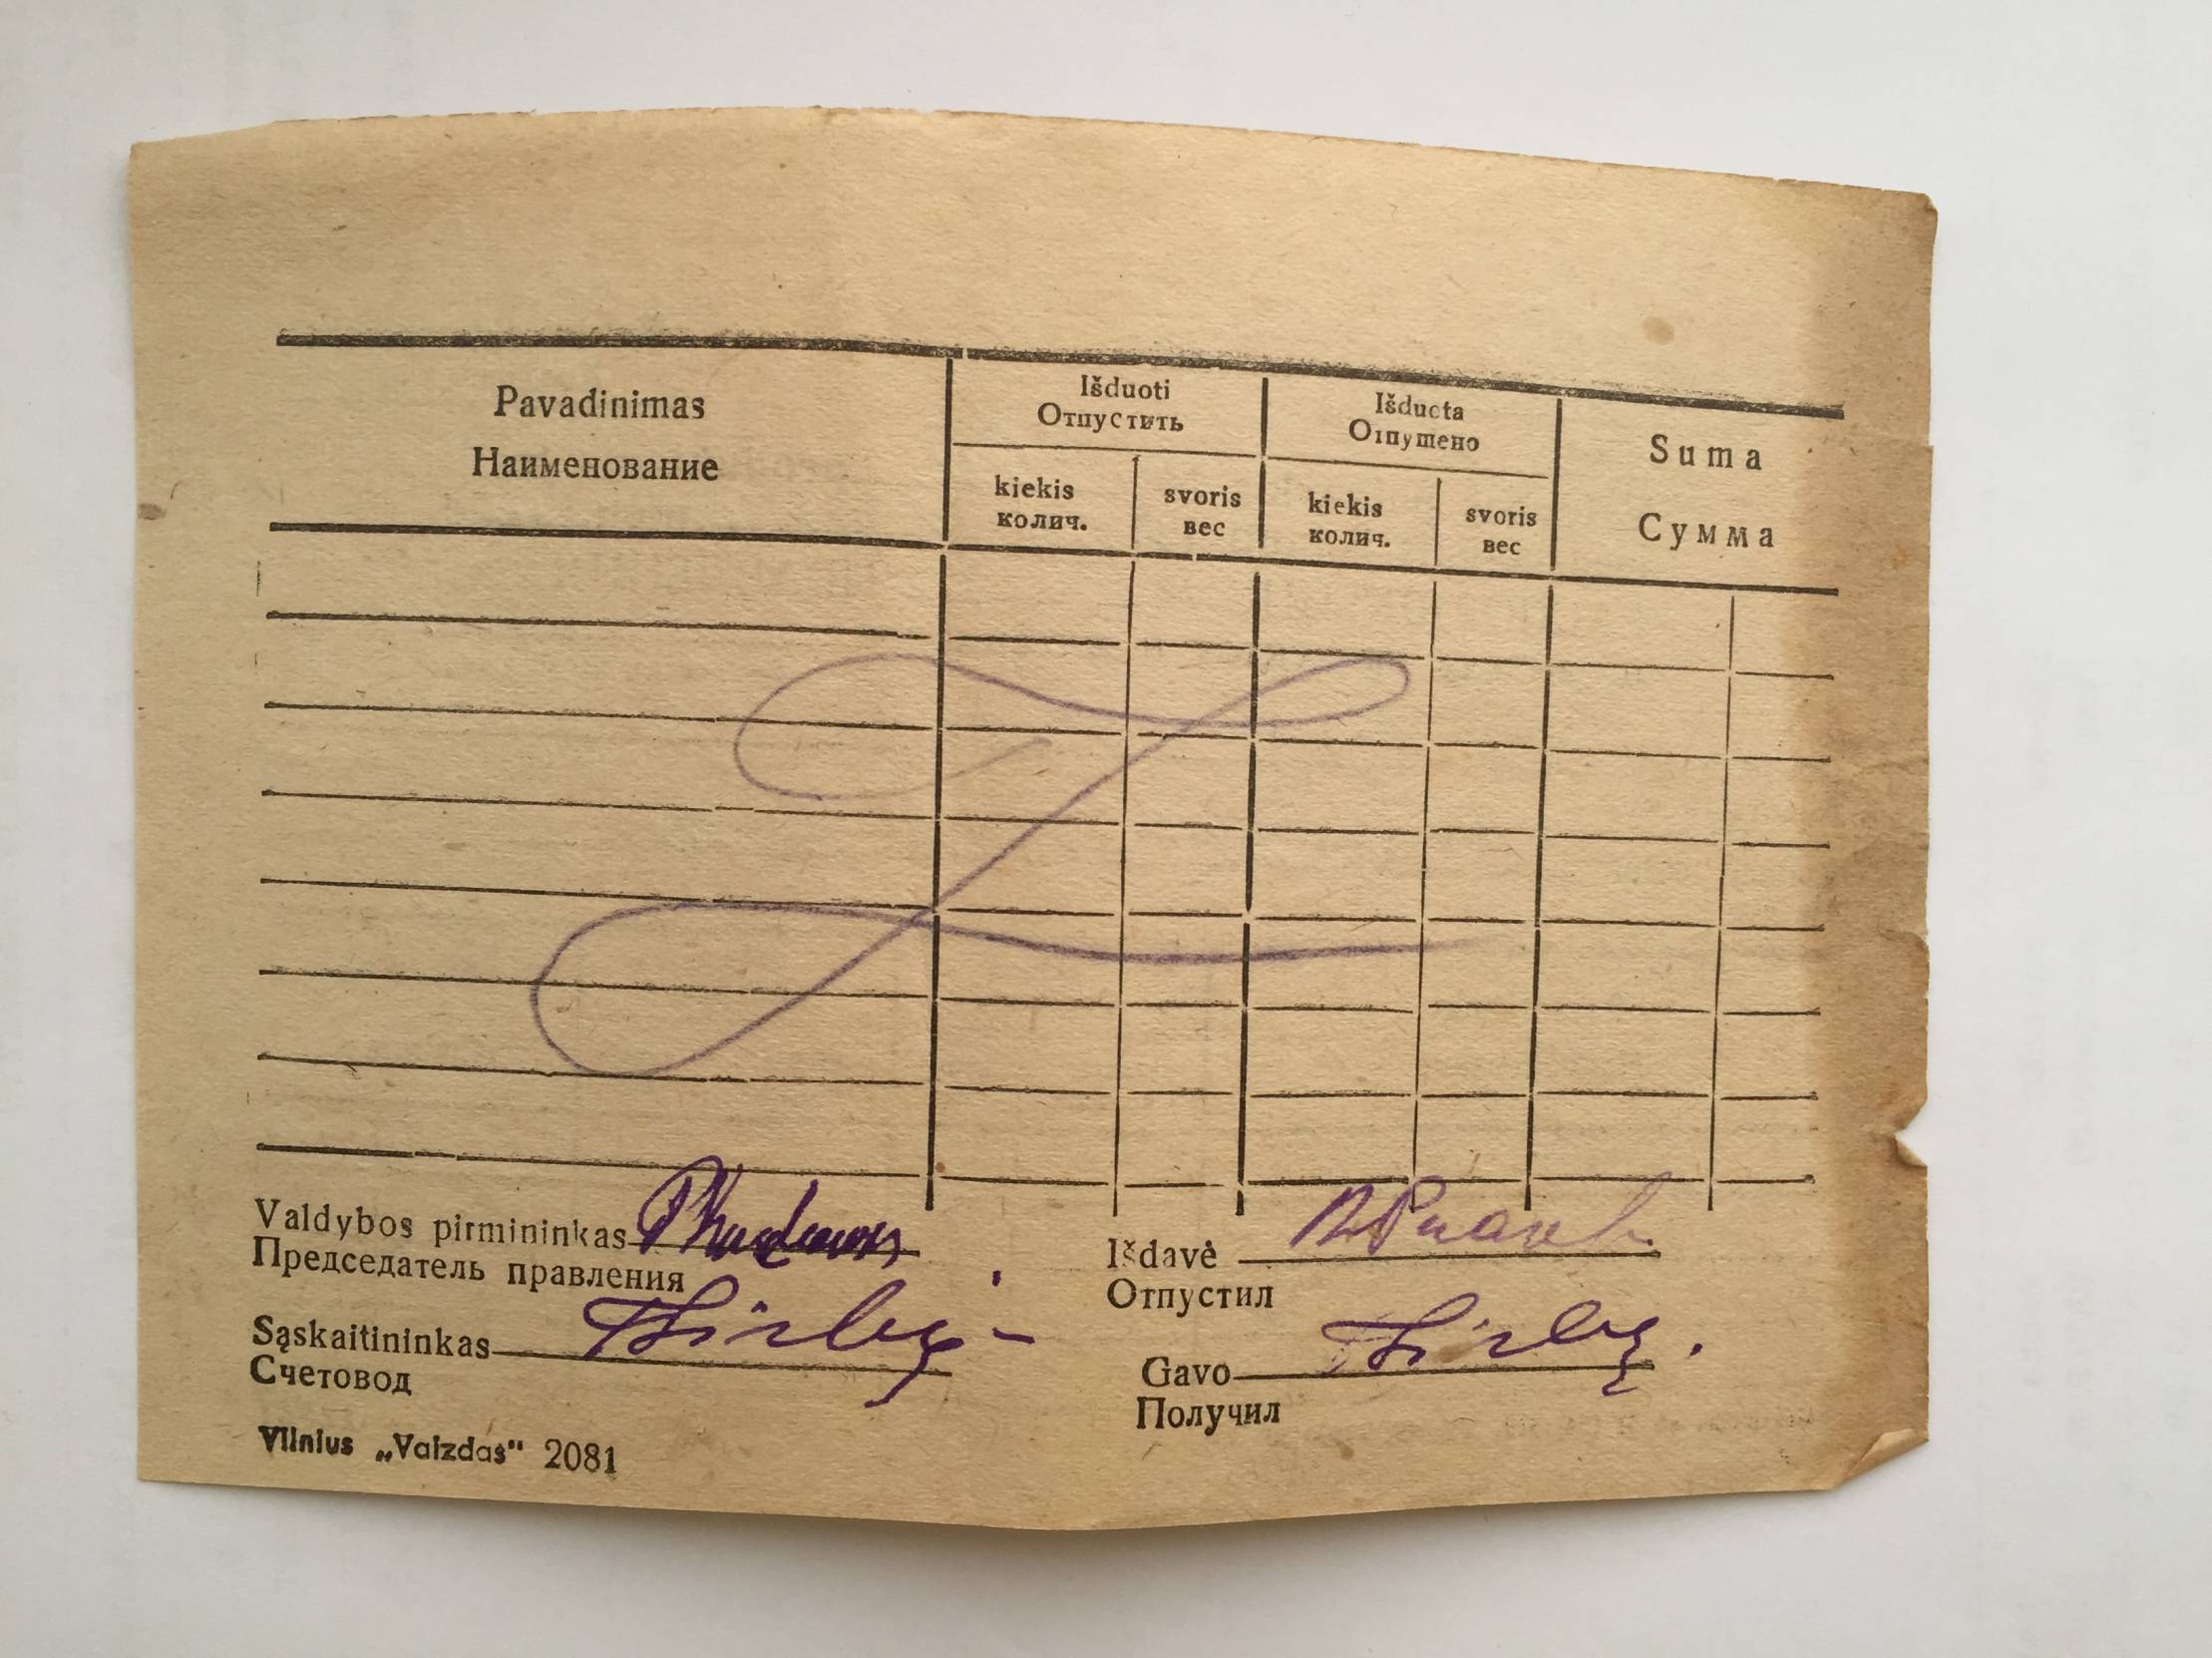 Pavadinimas
Наименование
Išduoti
Отпустить
Išducta
Отпушено
Suma
Сумма
kiekis
колич.
svoris
вес
kiekis
колич.
svoris
вес
Valdybos pirmininkas
Председатель правления
Išdavė
Отпустил
Sąskaitininkas
Счетовод
Gavo
Получил
Vilnius „Vaizdas" 2081